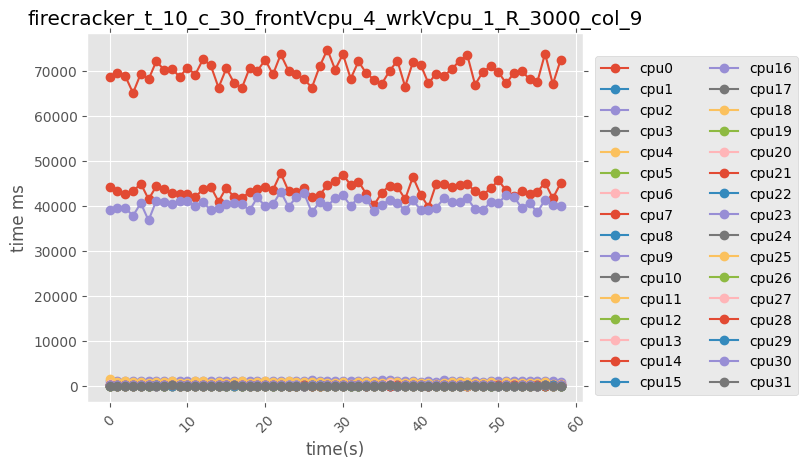 firecracker_t_10_c_30_frontVcpu_4_wrkVcpu_1_R_3000_col_9
time ms
70000
60000
50000
40000
30000
20000
10000
0
0 10 20 30 40 50 60
time(s)
cpu0 cpu16
cpu1 cpu17
cpu2 cpu18
cpu3 cpu19
cpu4 cpu20
cpu5 cpu21
cpu6 cpu22
cpu7 cpu23
cpu8 cpu24
cpu9 cpu25
cpu10 cpu26
cpu11 cpu27
cpu12 cpu28
cpu13 cpu29
cpu14 cpu30
cpu15 cpu31